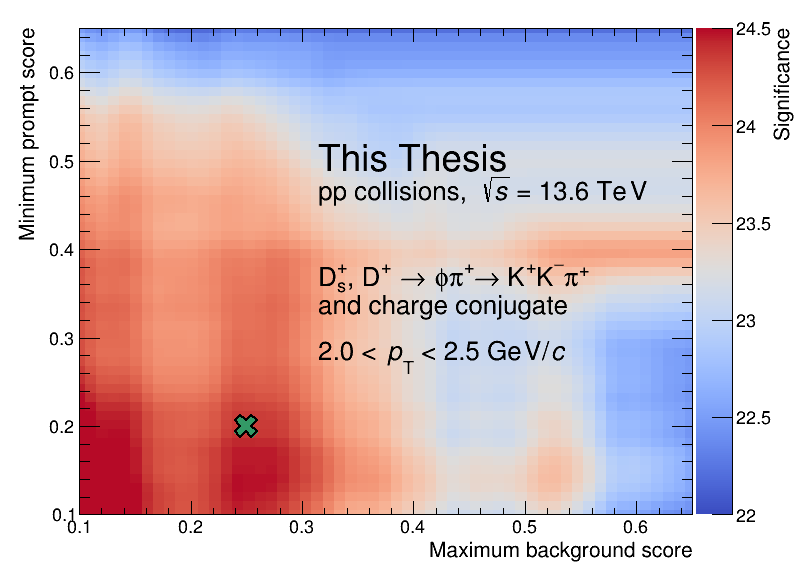 Minimum prompt score
0.6
0.5
0.4
0.3
0.2
0.1
This Thesis
pp collisions, √s = 13.6 TeV
Dₛ⁺, D⁺ → ϕπ⁺→ K⁺K⁻π⁺
and charge conjugate
2.0 < p_T < 2.5 GeV/c
0.1 0.2 0.3 0.4 0.5 0.6
Maximum background score
24.5
24
23.5
23
22.5
22
Significance